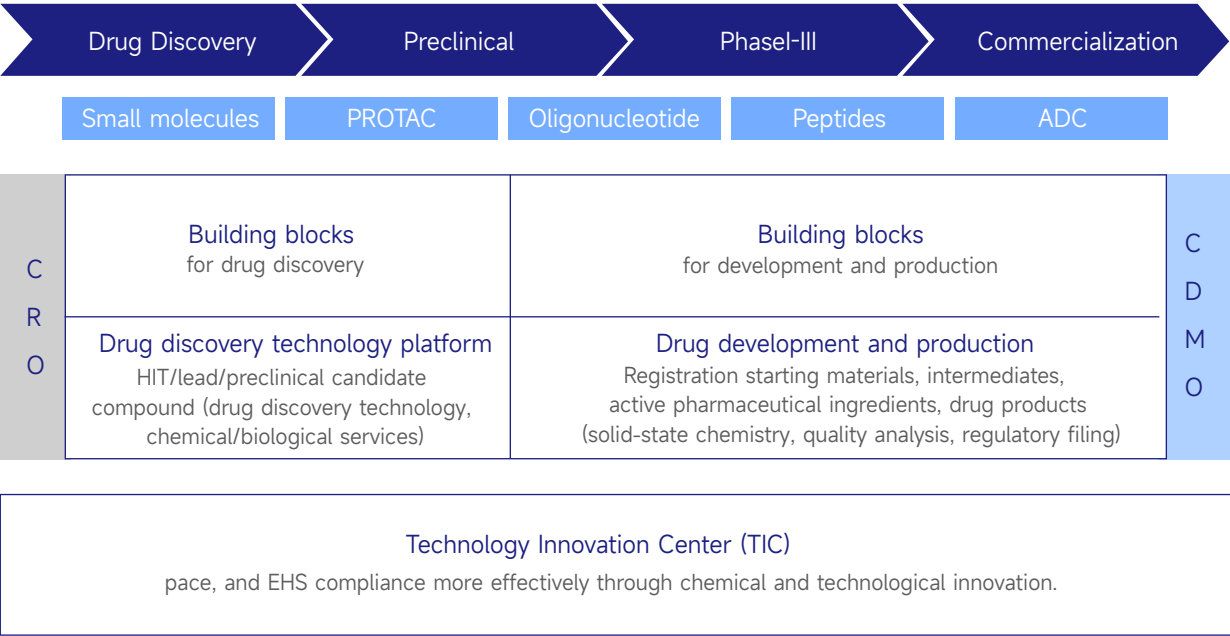 Drug Discovery
Preclinical
PhaseI-III
Commercialization
Small molecules
PROTAC
Oligonucleotide
Peptides
ADC
C
R
O
Building blocks
for drug discovery
Building blocks
for development and production
Drug discovery technology platform
HIT/lead/preclinical candidate
compound (drug discovery technology,
chemical/biological services)
Drug development and production
Registration starting materials, intermediates,
active pharmaceutical ingredients, drug products
(solid-state chemistry, quality analysis, regulatory filing)
C
D
M
O
Technology Innovation Center (TIC)
pace, and EHS compliance more effectively through chemical and technological innovation.